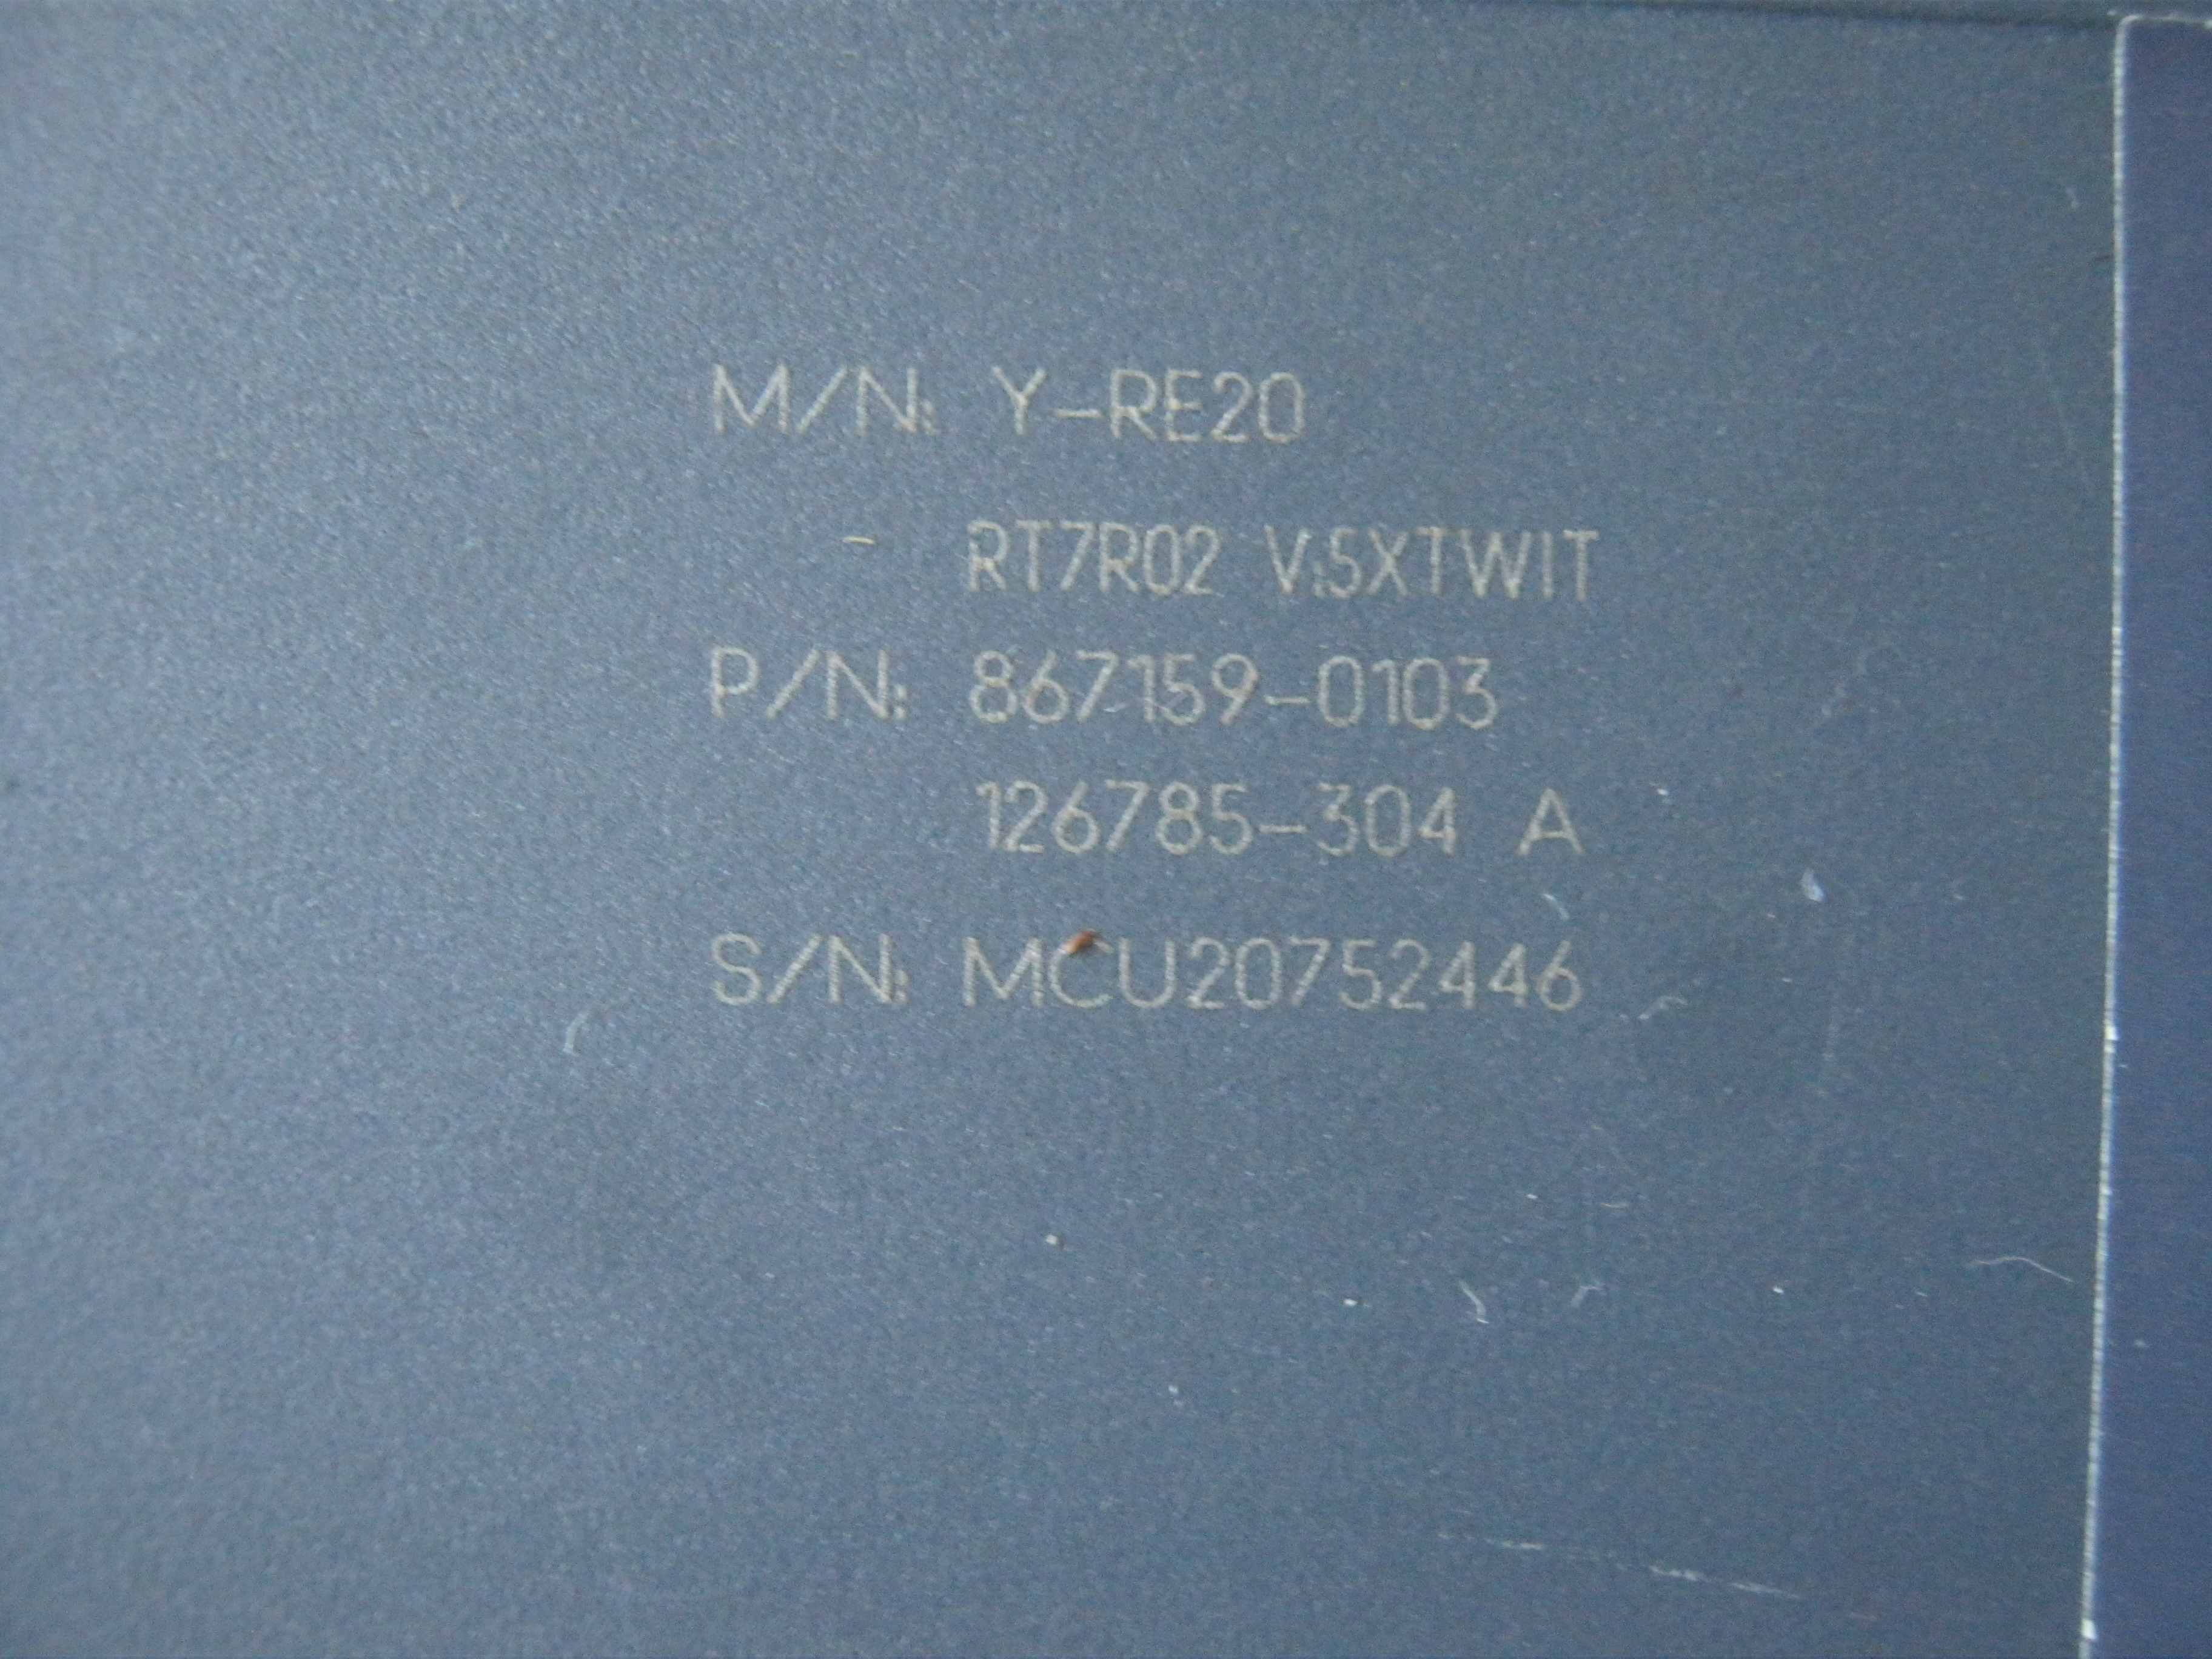 M/N: Y-RE20
RT7R02 V:5XTWIT
P/N: 867159-0103
126785-304 A
S/N: MCU20752446